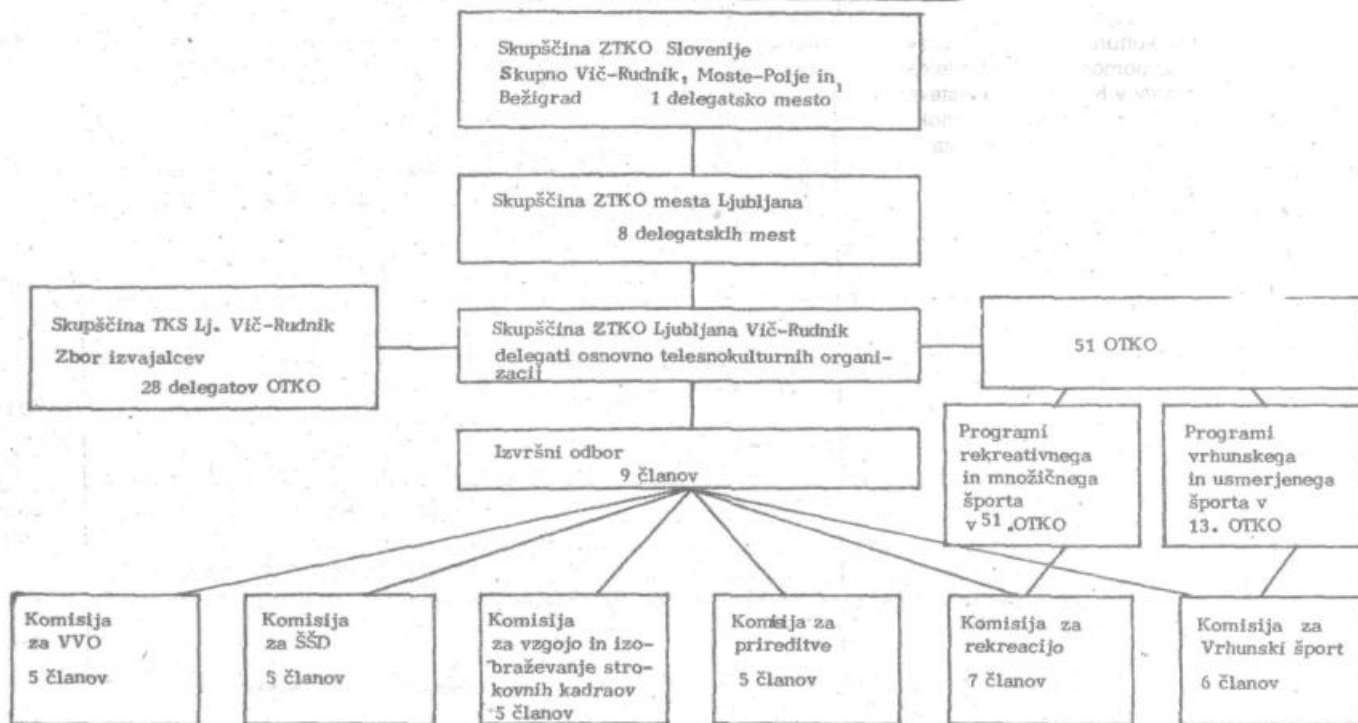 Skupščina ZTKO Slovenije
Skupno Vič-Rudnik, Moste-Polje in
Bežigrad 1 delegatsko mesto
Skupščina ZTKO mesta Ljubljana
8 delegatskih mest
Skupščina TKS Lj. Vič-Rudnik
Zbor izvajalcev
28 delegatov OTKO
Skupščina ZTKO Ljubljana Vič-Rudnik
delegati osnovno telesnokulturnih organi-
zacij
51 OTKO
Izvršni odbor
9 članov
Programi
rekreativnega
in množičnega
športa
v 51.OTKO
Programi
vrhunskega
in usmerjenega
športa v
13. OTKO
Komisija
za VVO
5 članov
Komisija
za ŠŠD
5 članov
Komisija
za vzgojo in izo-
braževanje stro-
kovnih kadraov
5 članov
Komisija za
prireditve
5 članov
Komisija za
rekreacijo
7 članov
Komisija za
Vrhunski šport
6 članov